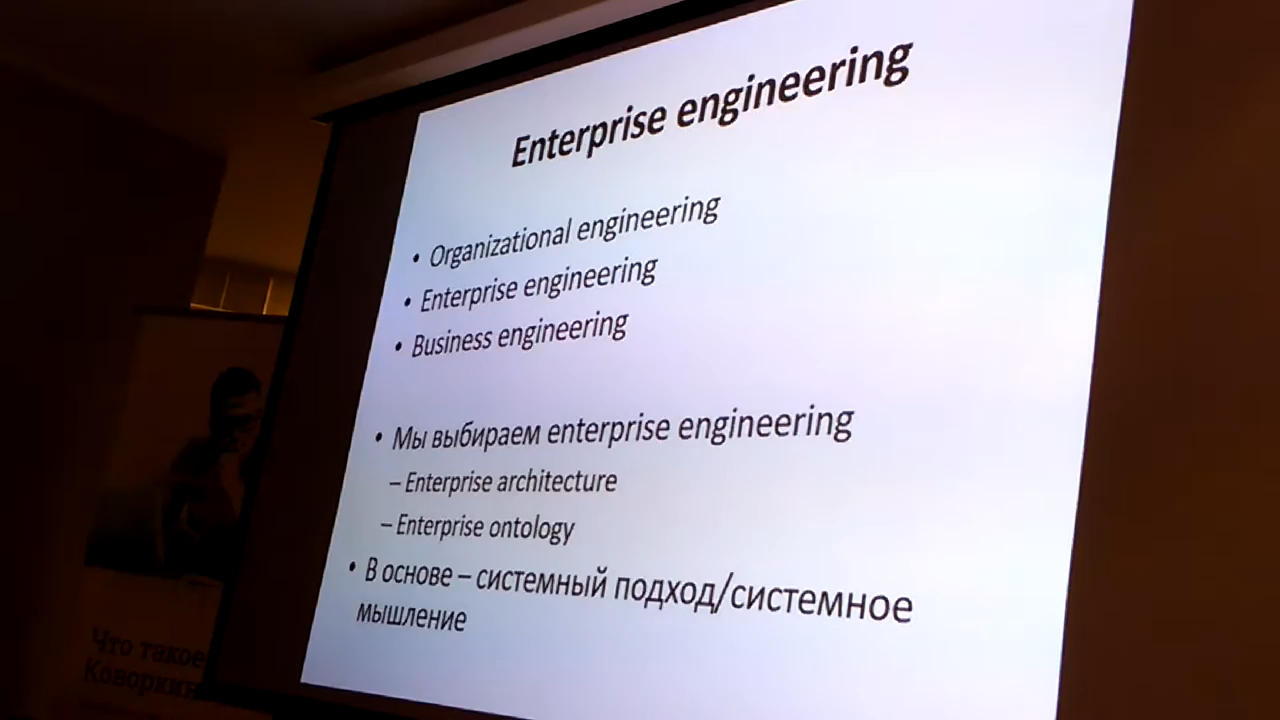 Enterprise engineering
• Organizational engineering
• Enterprise engineering
• Business engineering
• Мы выбираем enterprise engineering
– Enterprise architecture
– Enterprise ontology
• В основе – системный подход/системное
мышление
Что такое